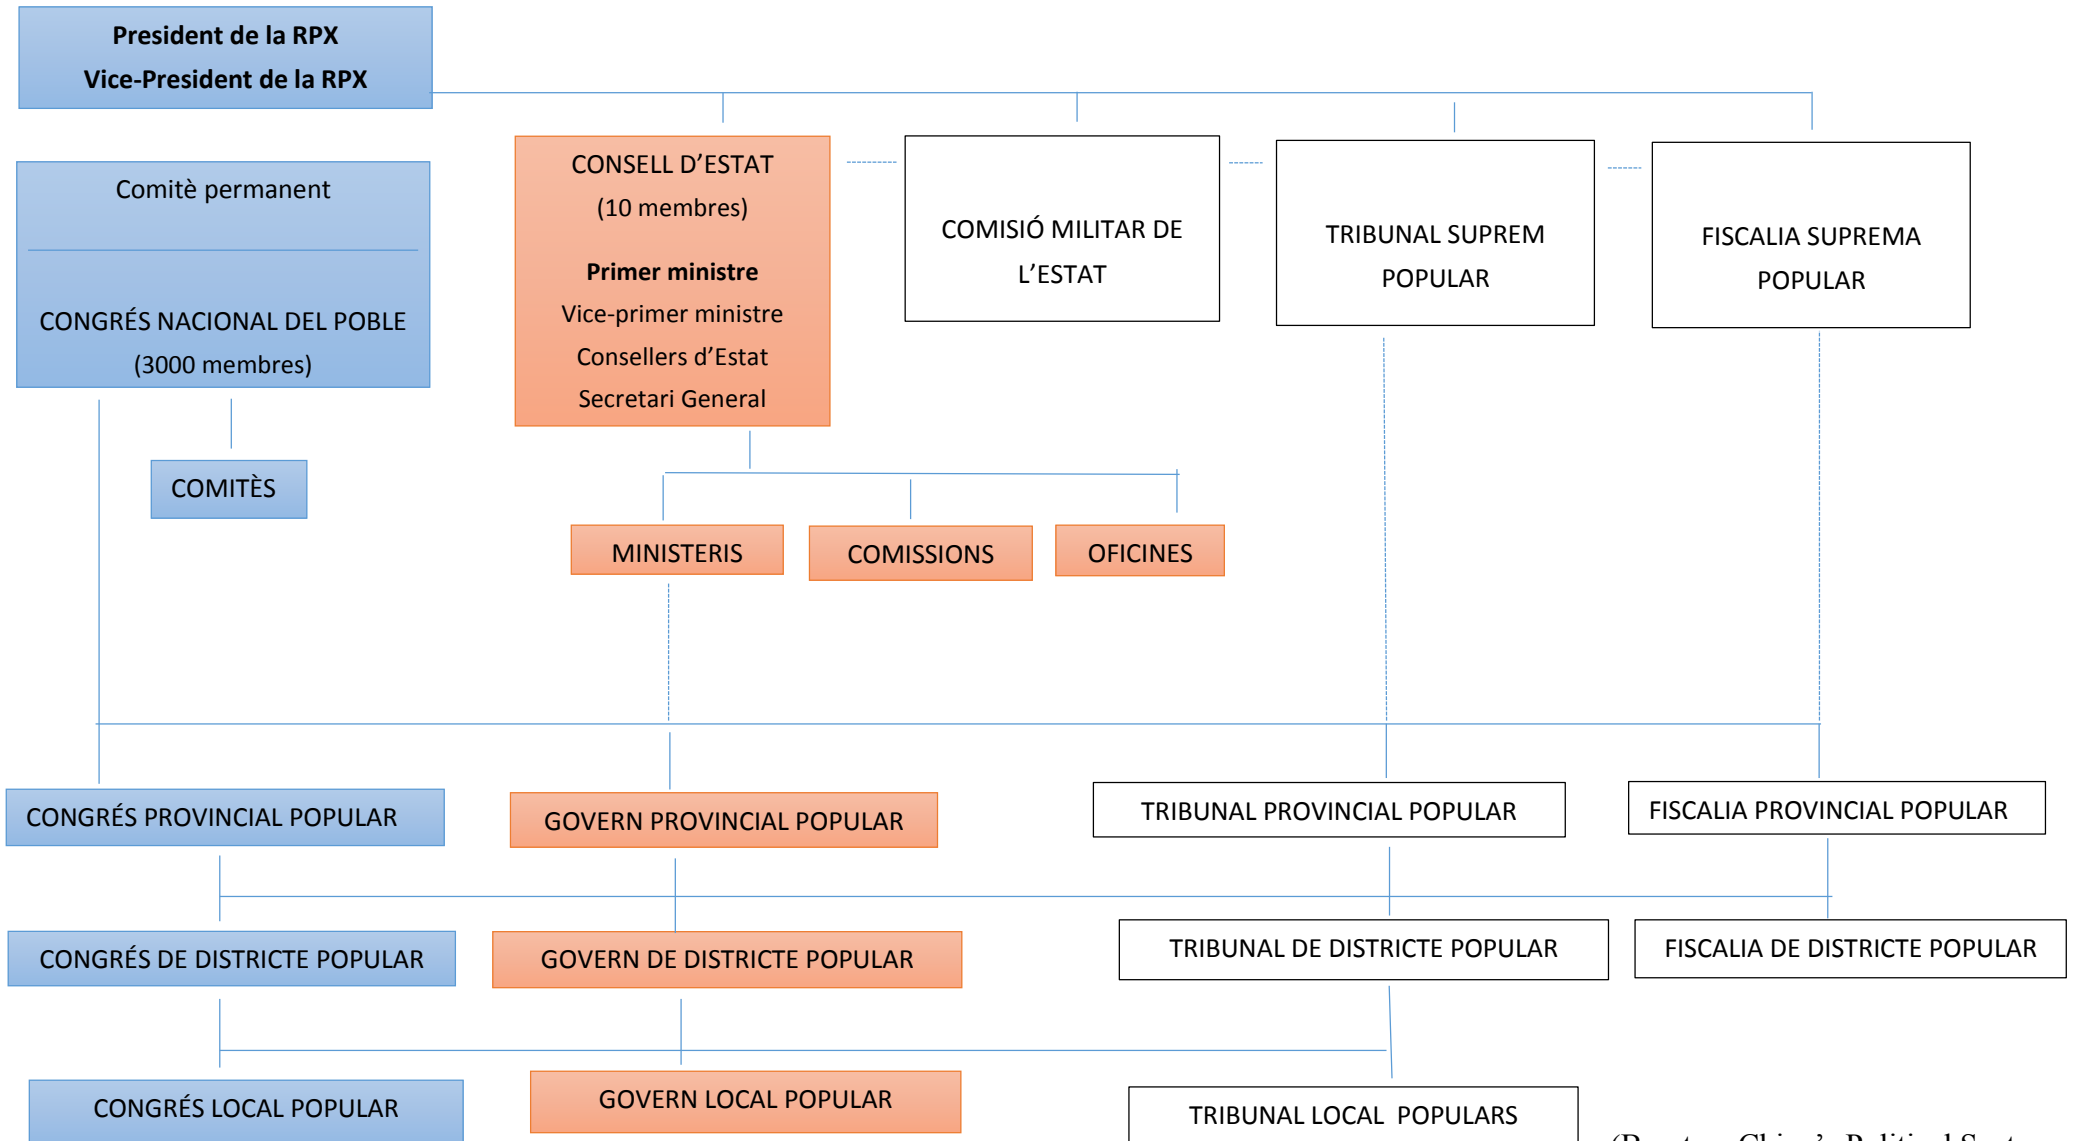 President de la RPX
Vice-President de la RPX
Comitè permanent
CONGRÉS NACIONAL DEL POBLE
(3000 membres)
COMITÈS
CONSELL D’ESTAT
(10 membres)
Primer ministre
Vice-primer ministre
Consellers d’Estat
Secretari General
COMISIÓ MILITAR DE
L’ESTAT
TRIBUNAL SUPREM
POPULAR
FISCALIA SUPREMA
POPULAR
MINISTERIS
COMISSIONS
OFICINES
CONGRÉS PROVINCIAL POPULAR
GOVERN PROVINCIAL POPULAR
TRIBUNAL PROVINCIAL POPULAR
FISCALIA PROVINCIAL POPULAR
CONGRÉS DE DISTRICTE POPULAR
GOVERN DE DISTRICTE POPULAR
TRIBUNAL DE DISTRICTE POPULAR
FISCALIA DE DISTRICTE POPULAR
CONGRÉS LOCAL POPULAR
GOVERN LOCAL POPULAR
TRIBUNAL LOCAL POPULARS
Political